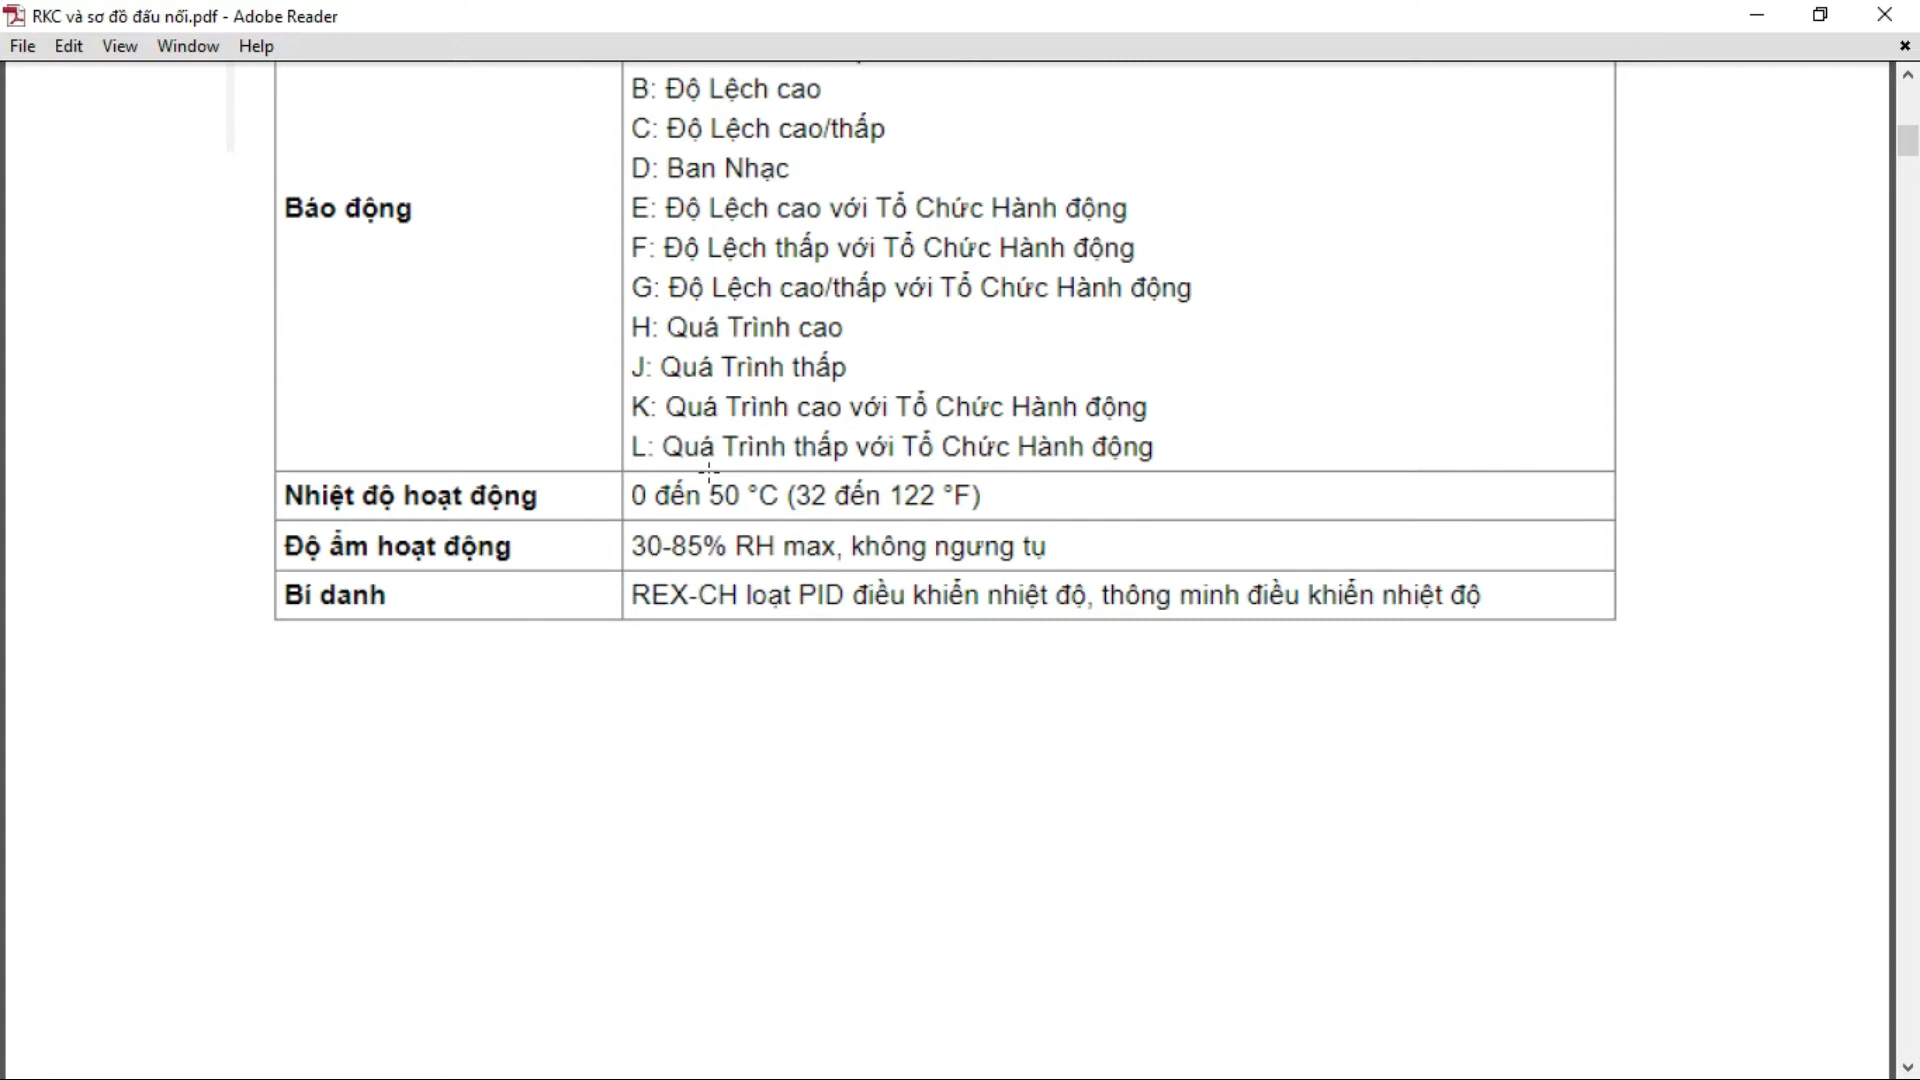 RKC và sơ đồ đấu nối.pdf - Adobe Reader
File Edit View Window Help
B: Độ Lệch cao
C: Độ Lệch cao/thấp
D: Ban Nhạc
Báo động
E: Độ Lệch cao với Tổ Chức Hành động
F: Độ Lệch thấp với Tổ Chức Hành động
G: Độ Lệch cao/thấp với Tổ Chức Hành động
H: Quá Trình cao
J: Quá Trình thấp
K: Quá Trình cao với Tổ Chức Hành động
L: Quá Trình thấp với Tổ Chức Hành động
Nhiệt độ hoạt động 0 đến 50 °C (32 đến 122 °F)
Độ ẩm hoạt động 30-85% RH max, không ngưng tụ
Bí danh REX-CH loạt PID điều khiển nhiệt độ, thông minh điều khiển nhiệt độ